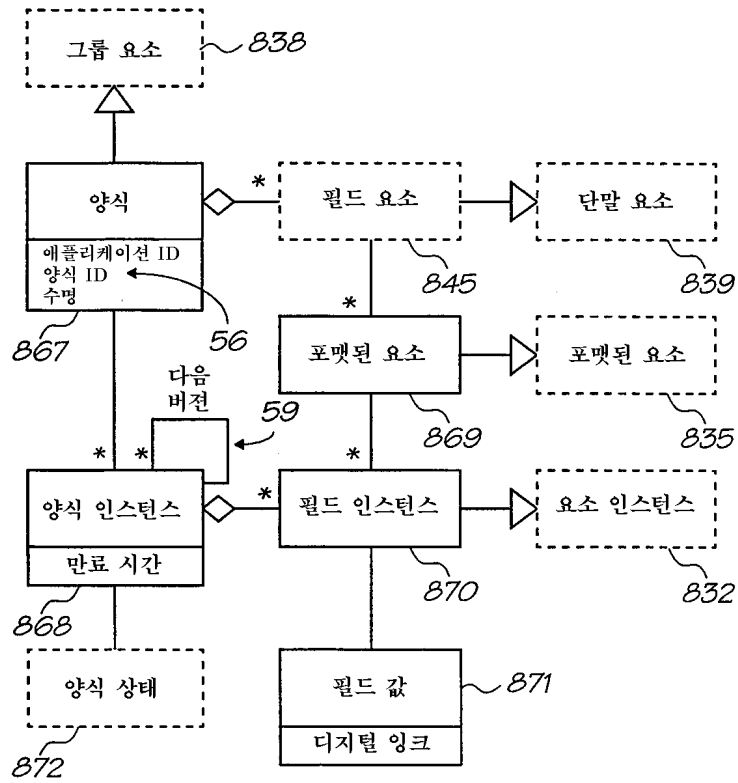 그룹 요소
838
양식
*
필드 요소
단말 요소
애플리케이션 ID
양식 ID
수명
845
839
867
56
*
포맷된 요소
포맷된 요소
다음
버젼
59
869
835
*
*
*
양식 인스턴스
*
필드 인스턴스
요소 인스턴스
만료 시간
868
870
832
양식 상태
필드 값
871
872
디지털 잉크